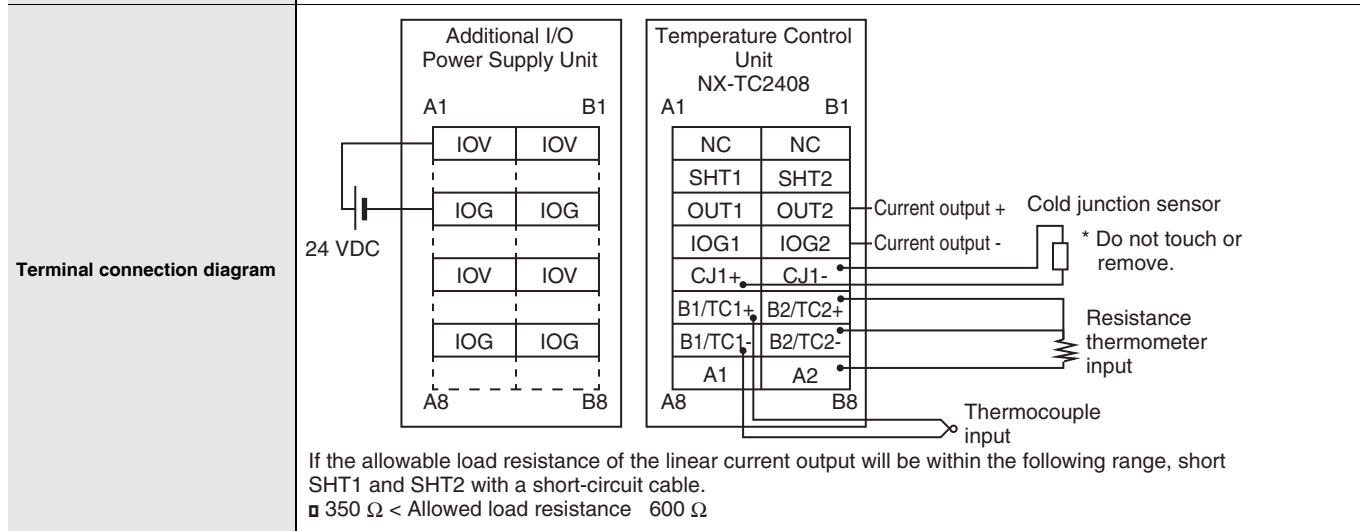 Terminal connection diagram
Additional I/O
Power Supply Unit
A1 B1
IOV IOV
IOG IOG
IOV IOV
IOG IOG
A8 B8
24 VDC
Temperature Control
Unit
NX-TC2408
A1 B1
NC NC
SHT1 SHT2
OUT1 OUT2
IOG1 IOG2
CJ1+ CJ1-
B1/TC1+ B2/TC2+
B1/TC1- B2/TC2-
A1 A2
A8 B8
Current output +
Current output -
Cold junction sensor
* Do not touch or
remove.
Resistance
thermometer
input
Thermocouple
input
If the allowable load resistance of the linear current output will be within the following range, short
SHT1 and SHT2 with a short-circuit cable.
350 Ω < Allowed load resistance 600 Ω